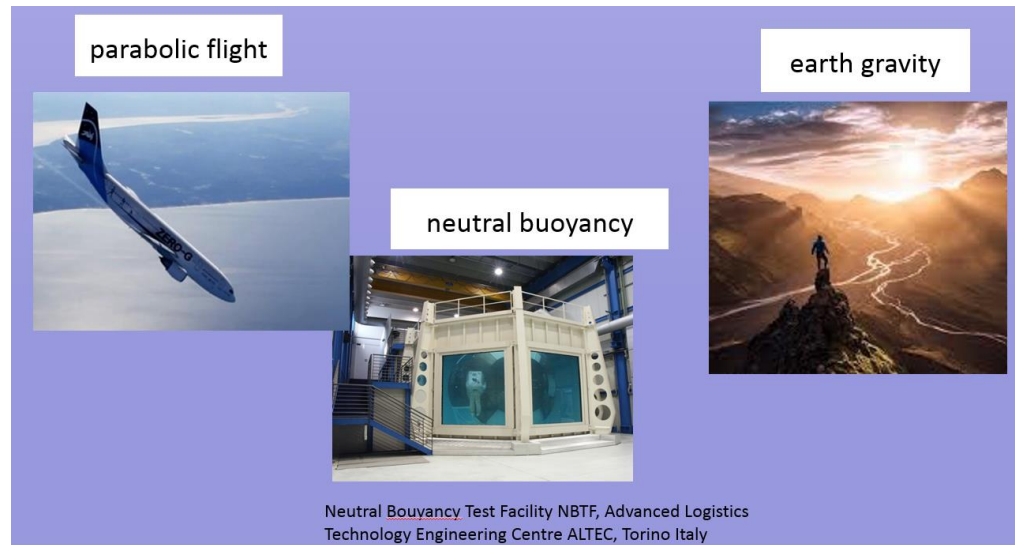 parabolic flight
earth gravity
ZERO-G
neutral buoyancy
Neutral Bouyancy Test Facility NBTF, Advanced Logistics
Technology Engineering Centre ALTEC, Torino Italy